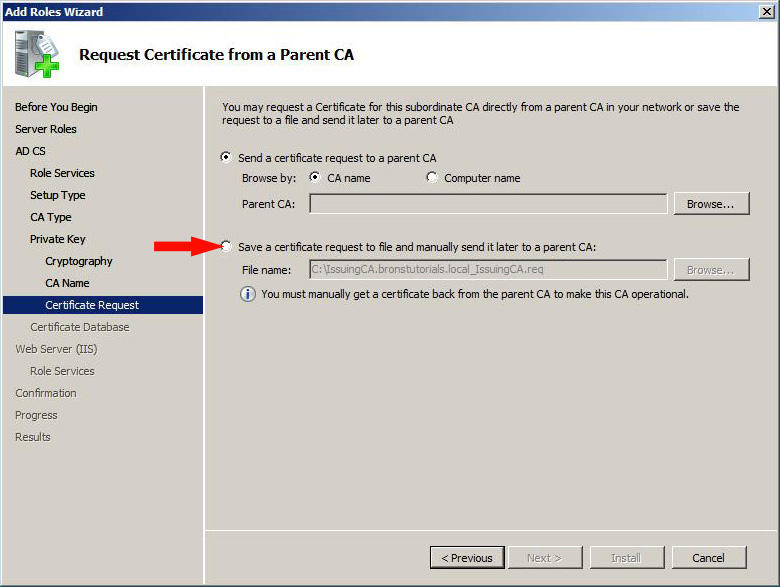 Add Roles Wizard
Request Certificate from a Parent CA
Before You Begin
Server Roles
AD CS
Role Services
Setup Type
CA Type
Private Key
Cryptography
CA Name
Certificate Request
Certificate Database
Web Server (IIS)
Role Services
Confirmation
Progress
Results
You may request a Certificate for this subordinate CA directly from a parent CA in your network or save the
request to a file and send it later to a parent CA
Send a certificate request to a parent CA
Browse by: CA name Computer name
Parent CA: Browse...
Save a certificate request to file and manually send it later to a parent CA:
File name: C:\IssuingCA.bronstutorials.local_IssuingCA.req Browse...
You must manually get a certificate back from the parent CA to make this CA operational.
< Previous Next > Install Cancel